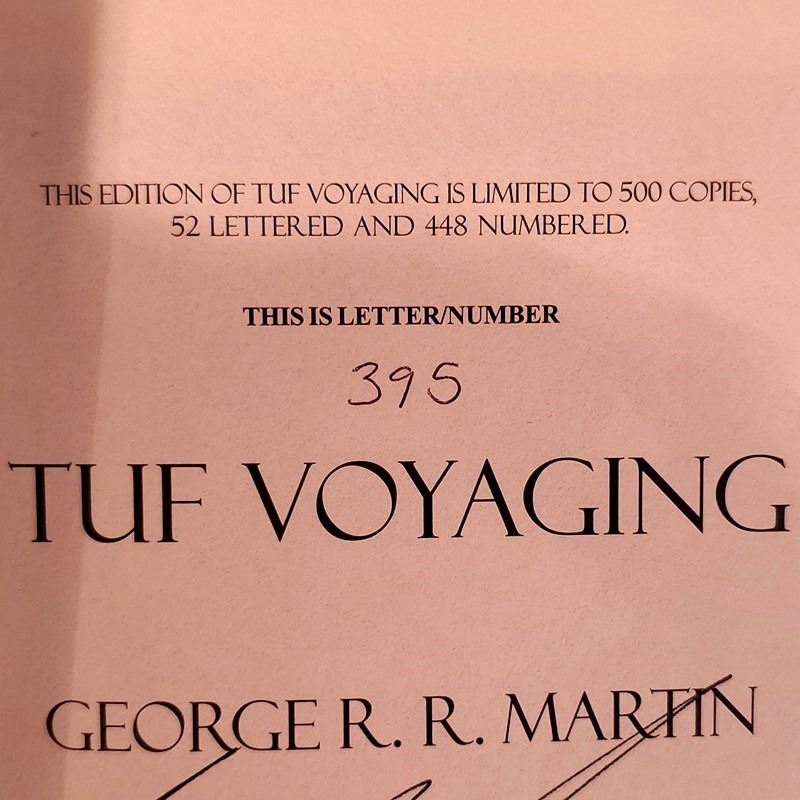 THIS EDITION OF TUF VOYAGING IS LIMITED TO 500 COPIES,
52 LETTERED AND 448 NUMBERED.
THIS IS LETTER/NUMBER
395
TUF VOYAGING
GEORGE R. R. MARTIN